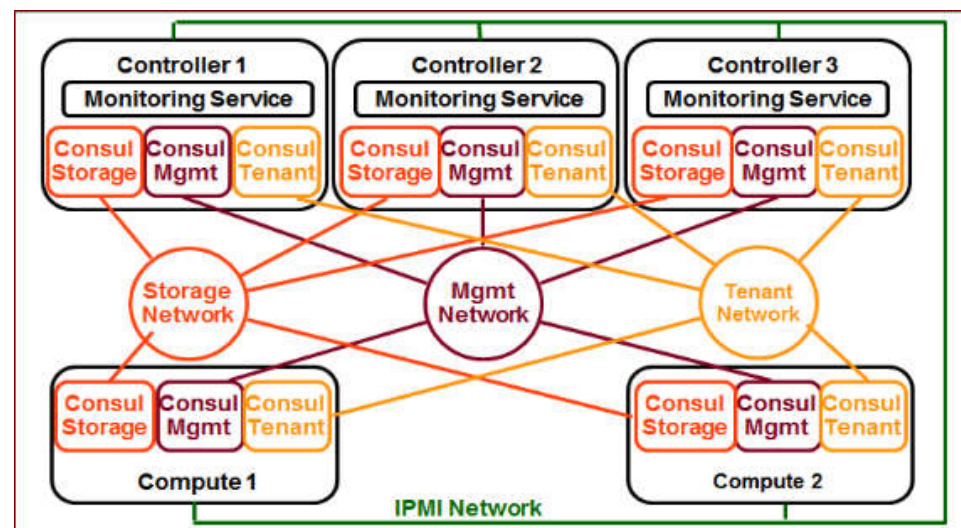 Controller 1
Controller 2
Controller 3
Monitoring Service
Monitoring Service
Monitoring Service
Consul Storage
Consul Mgmt
Consul Tenant
Consul Storage
Consul Mgmt
Consul Tenant
Consul Storage
Consul Mgmt
Consul Tenant
Storage
Network
Mgmt
Network
Tenant
Network
Consul Storage
Consul Mgmt
Consul Tenant
Consul Storage
Consul Mgmt
Consul Tenant
Compute 1
Compute 2
IPMI Network